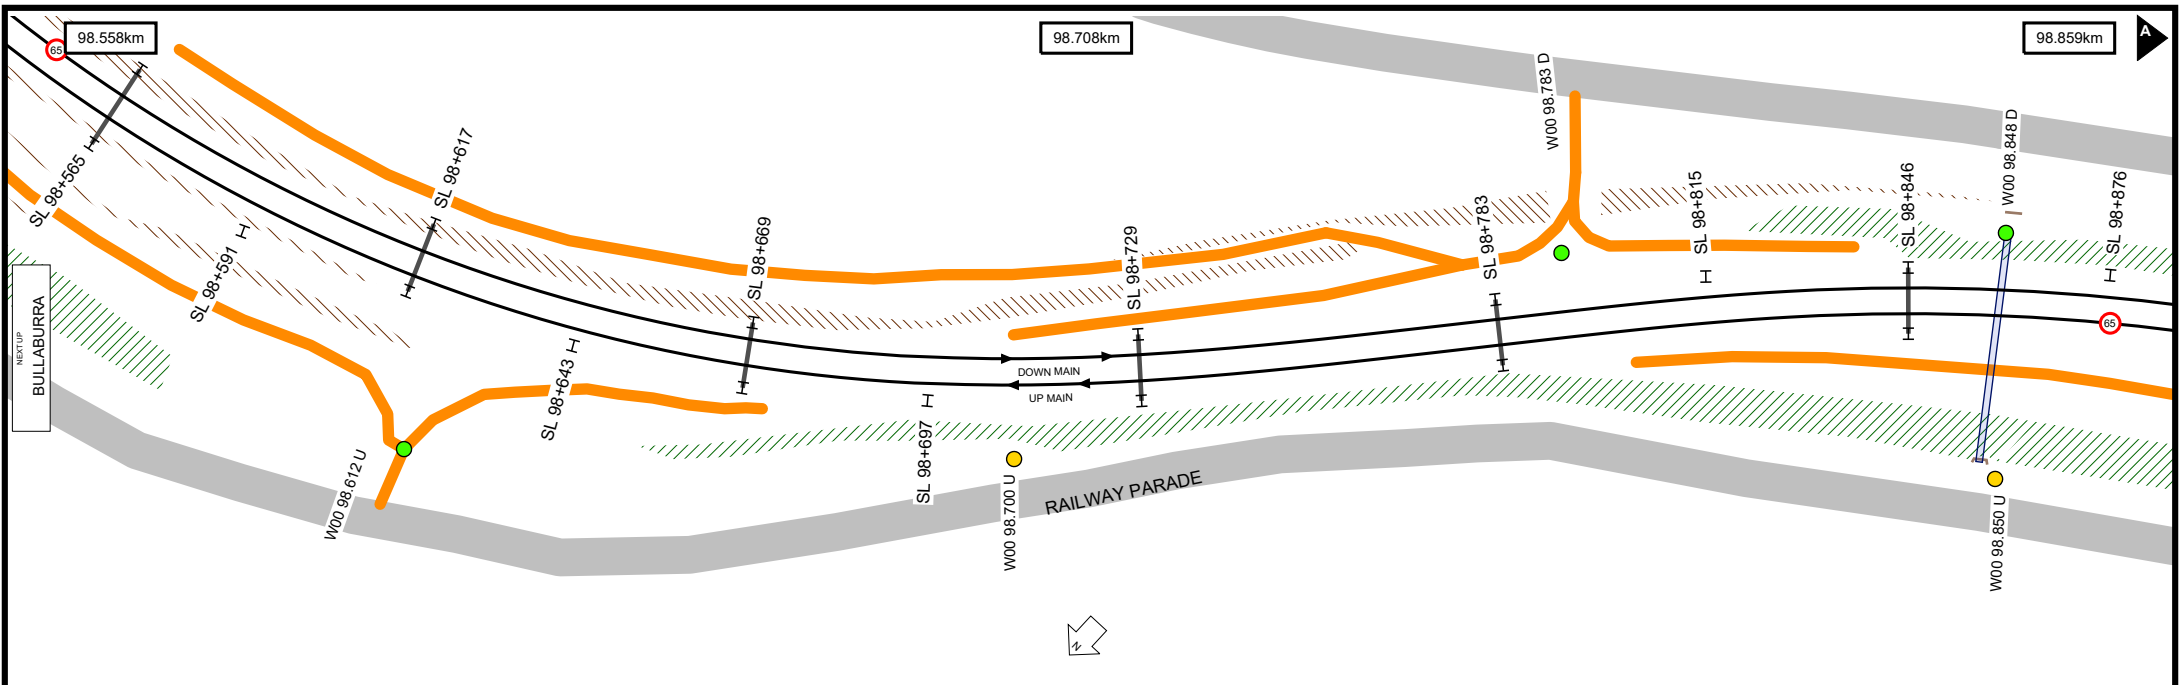 98.558km
98.708km
98.859km
A
65
W00 98.783 D
W00 98.848 D
SL 98+565
SL 98+617
SL 98+591
SL 98+669
SL 98+729
SL 98+783
SL 98+815
SL 98+846
SL 98+876
NEXT UP
BULLABURRA
65
DOWN MAIN
UP MAIN
SL 98+643
SL 98+697
W00 98.612 U
W00 98.700 U
RAILWAY PARADE
W00 98.850 U
N